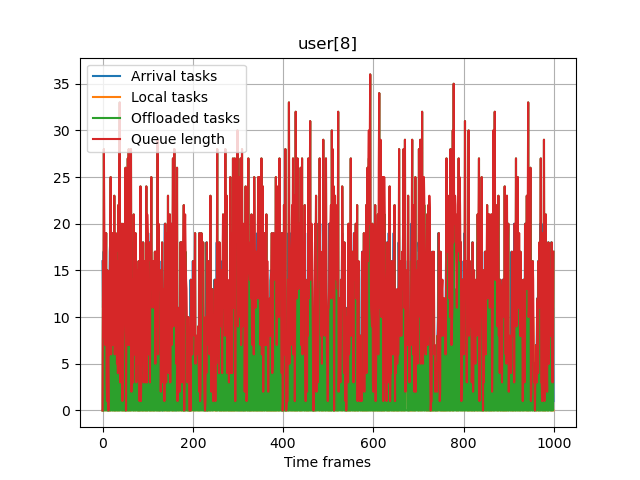 user[8]
Arrival tasks
Local tasks
Offloaded tasks
Queue length
35
30
25
20
15
10
5
0
0 200 400 600 800 1000
Time frames